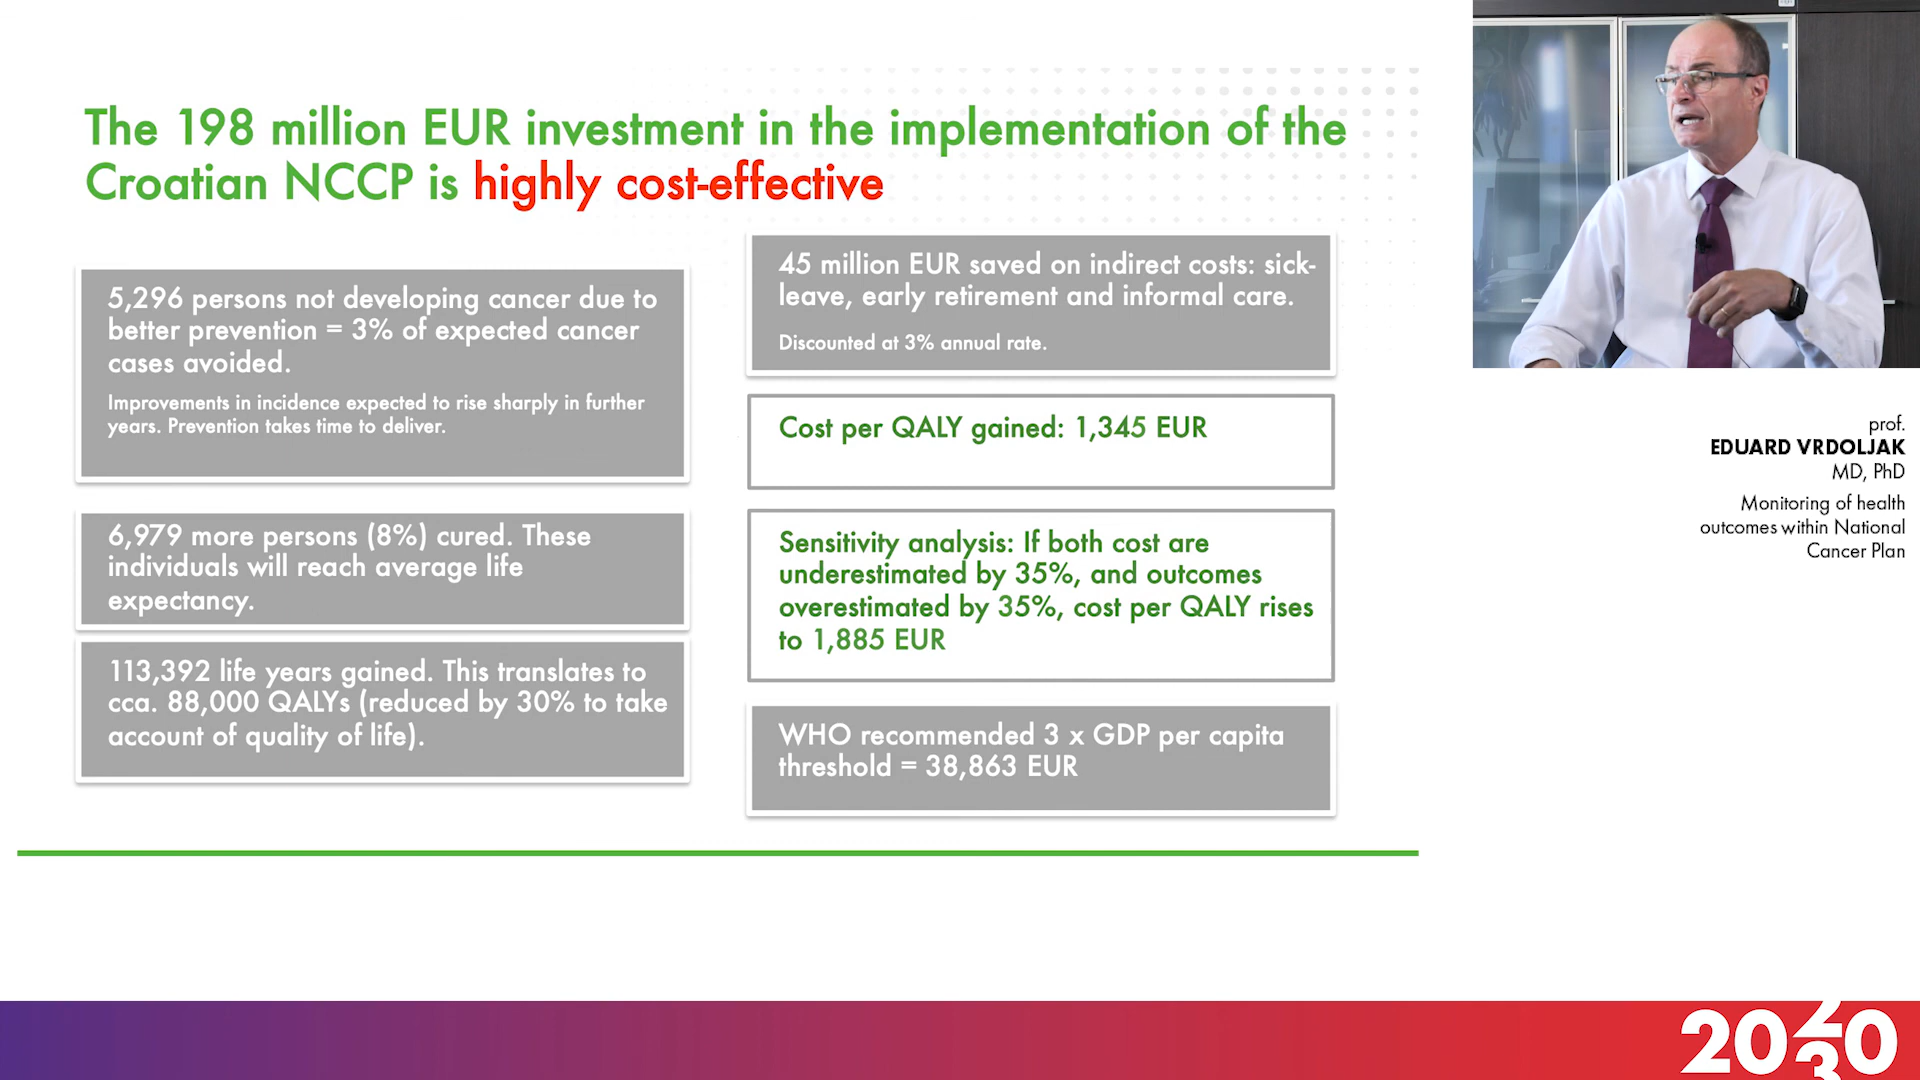 The 198 million EUR investment in the implementation of the
Croatian NCCP is highly cost-effective
5,296 persons not developing cancer due to
better prevention = 3% of expected cancer
cases avoided.
Improvements in incidence expected to rise sharply in further
years. Prevention takes time to deliver.
6,979 more persons (8%) cured. These
individuals will reach average life
expectancy.
113,392 life years gained. This translates to
cca. 88,000 QALYs (reduced by 30% to take
account of quality of life).
45 million EUR saved on indirect costs: sick-
leave, early retirement and informal care.
Discounted at 3% annual rate.
Cost per QALY gained: 1,345 EUR
Sensitivity analysis: If both cost are
underestimated by 35%, and outcomes
overestimated by 35%, cost per QALY rises
to 1,885 EUR
WHO recommended 3 x GDP per capita
threshold = 38,863 EUR
prof.
EDUARD VRDOLJAK
MD, PhD
Monitoring of health
outcomes within National
Cancer Plan
2020
3